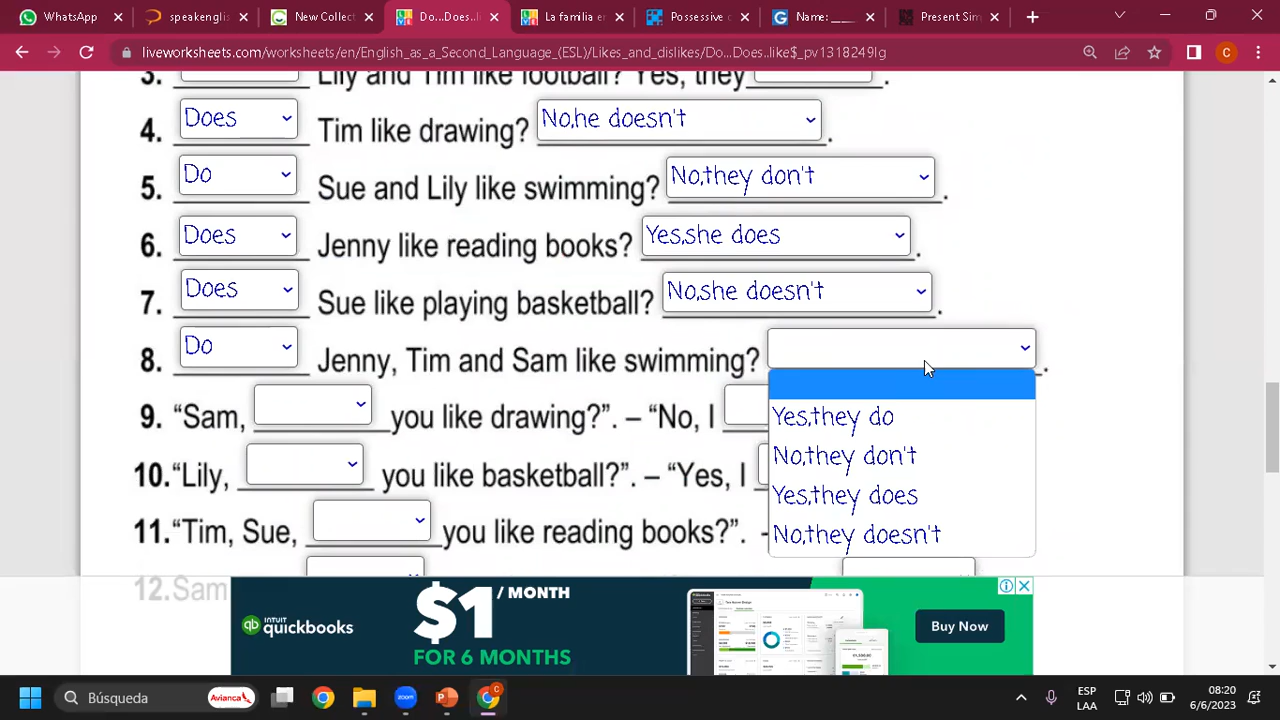 WhatsApp
speakenglis
New Collect
Do...Does..li
La familia en
Possessive c
Name: ____
Present Sim
liveworksheets.com/worksheets/en/English_as_a_Second_Language_(ESL)/Likes_and_dislikes/Do...Does..like$_pv1318249lg
C
3. Lily and Tim like football? Yes, they .
4. Does Tim like drawing? No,he doesn't .
5. Do Sue and Lily like swimming? No,they don't .
6. Does Jenny like reading books? Yes,she does .
7. Does Sue like playing basketball? No,she doesn't .
8. Do Jenny, Tim and Sam like swimming? .
Yes,they do
No,they don't
Yes,they does
No,they doesn't
9. “Sam, you like drawing?”. – “No, I
10.“Lily, you like basketball?”. – “Yes, I
11.“Tim, Sue, you like reading books?”. -
12.Sam
intuit quickbooks
$1 / MONTH
FOR 6 MONTHS
Buy Now
Búsqueda
Avianca
ESP
LAA
08:20
6/6/2023